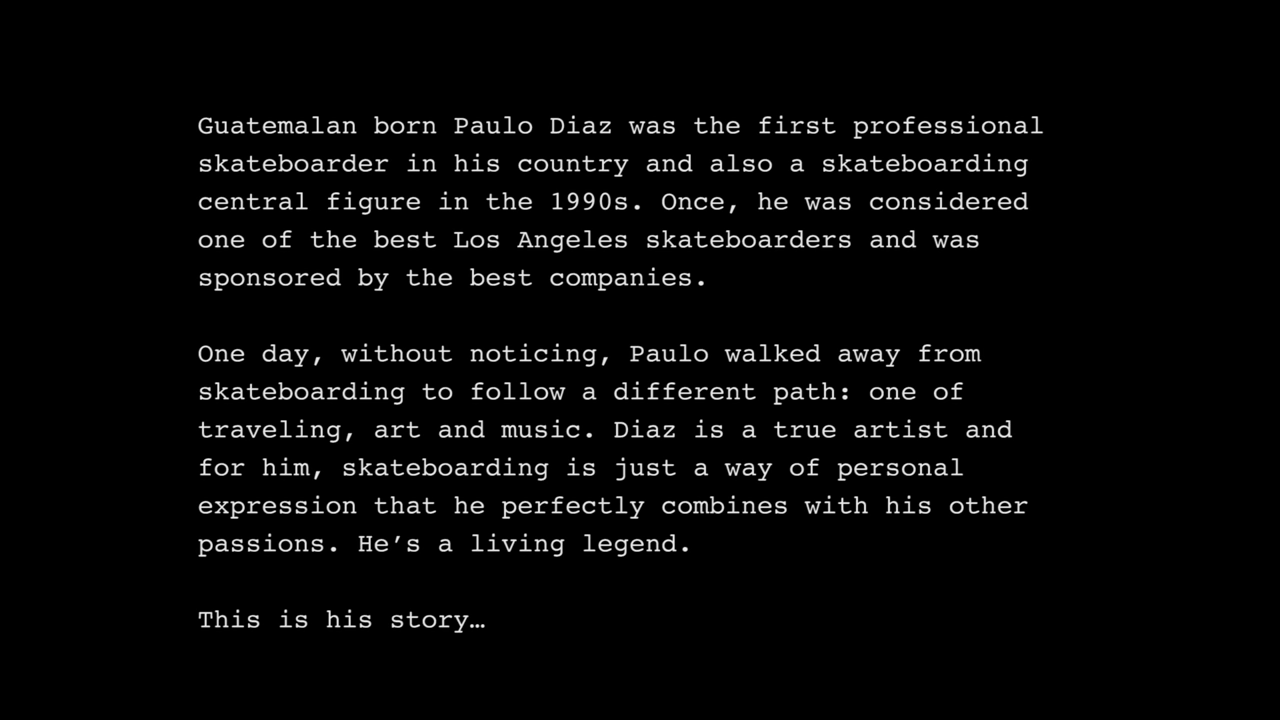 Guatemalan born Paulo Diaz was the first professional
skateboarder in his country and also a skateboarding
central figure in the 1990s. Once, he was considered
one of the best Los Angeles skateboarders and was
sponsored by the best companies.
One day, without noticing, Paulo walked away from
skateboarding to follow a different path: one of
traveling, art and music. Diaz is a true artist and
for him, skateboarding is just a way of personal
expression that he perfectly combines with his other
passions. He’s a living legend.
This is his story…